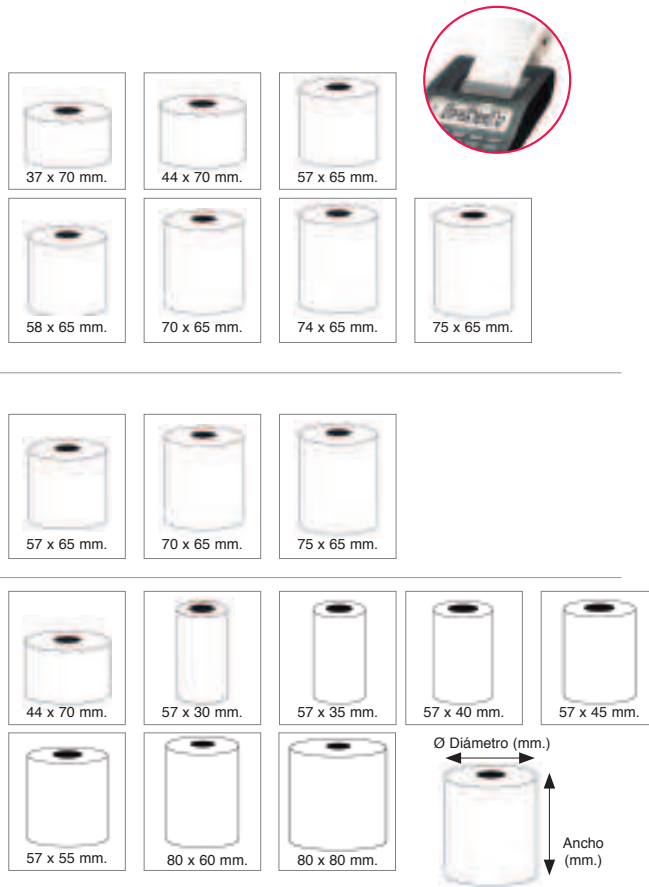 37 x 70 mm.
44 x 70 mm.
57 x 65 mm.
58 x 65 mm.
70 x 65 mm.
74 x 65 mm.
75 x 65 mm.
57 x 65 mm.
70 x 65 mm.
75 x 65 mm.
44 x 70 mm.
57 x 30 mm.
57 x 35 mm.
57 x 40 mm.
57 x 45 mm.
57 x 55 mm.
80 x 60 mm.
80 x 80 mm.
Ø Diámetro (mm.)
Ancho
(mm.)